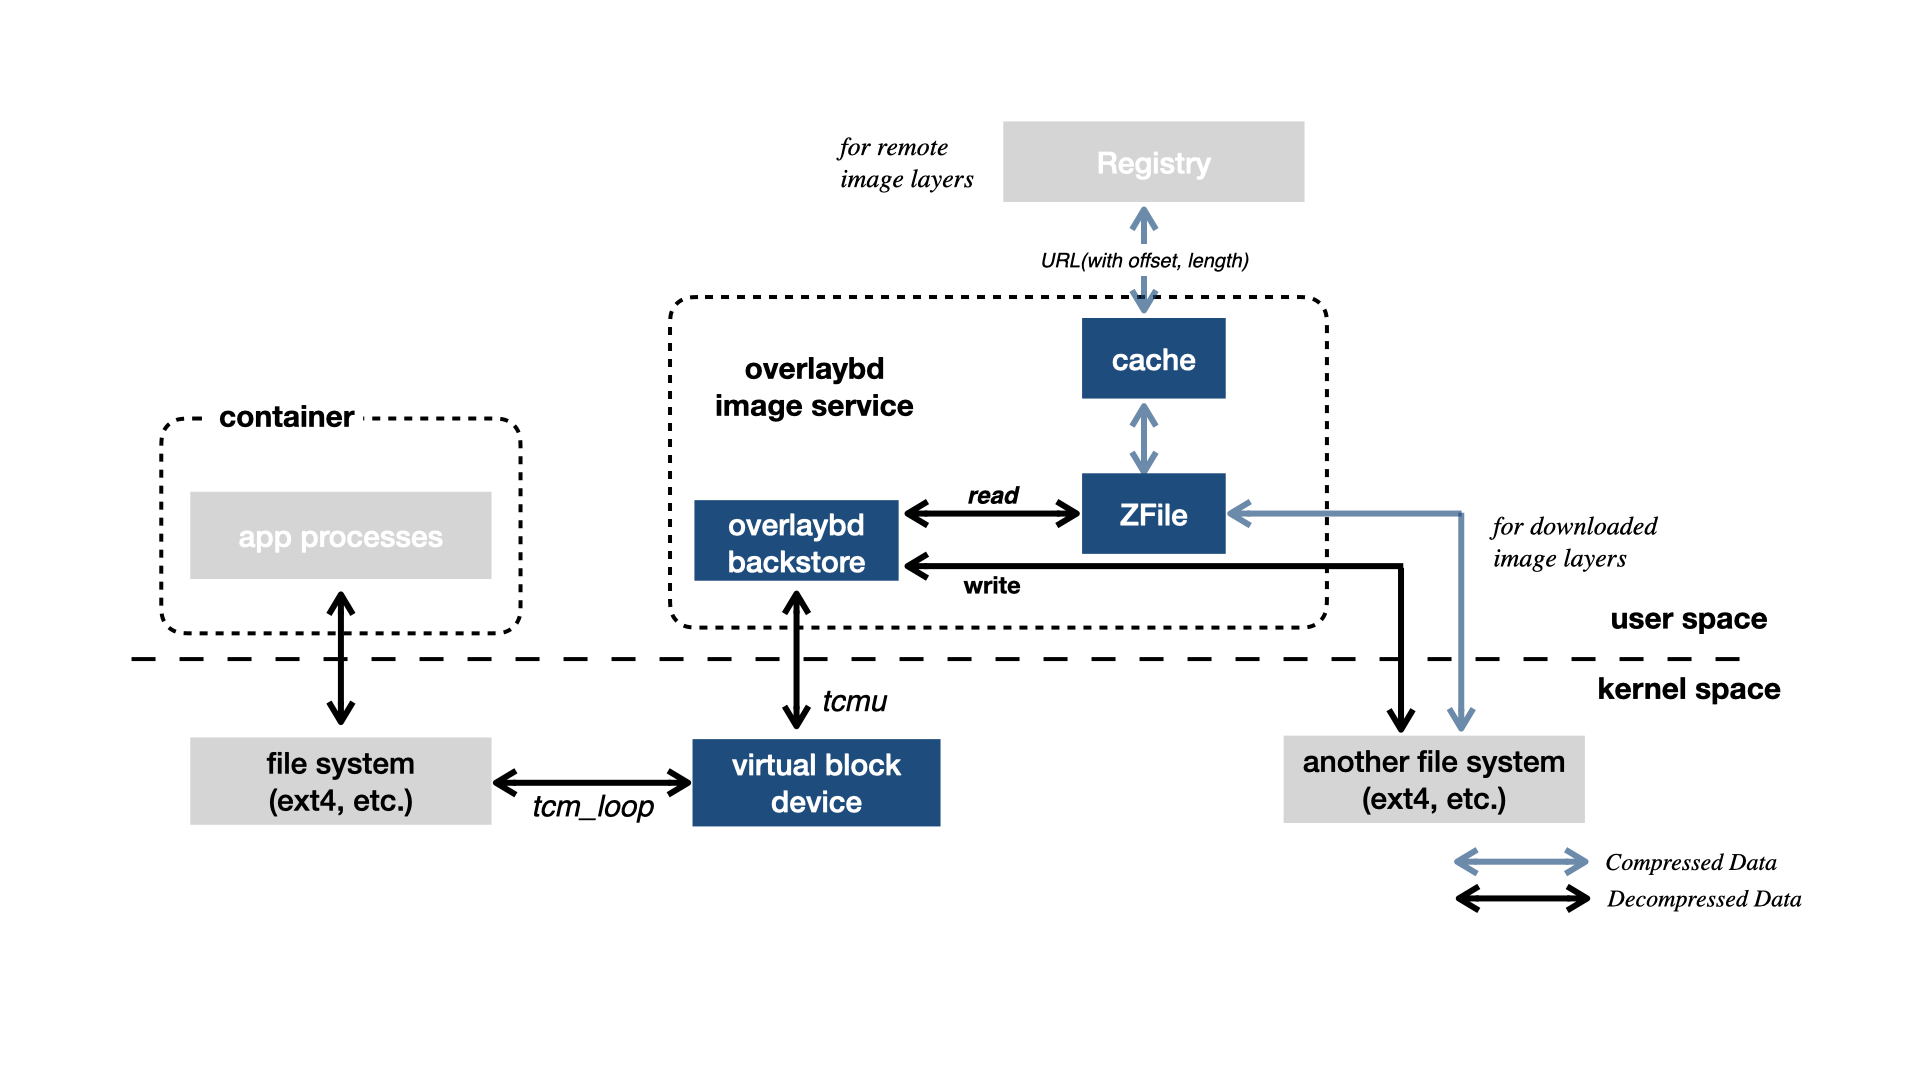 for remote
image layers
Registry
URL(with offset, length)
cache
overlaybd
image service
container
app processes
overlaybd
backstore
read
ZFile
write
for downloaded
image layers
user space
kernel space
tcmu
file system
(ext4, etc.)
tcm_loop
virtual block
device
another file system
(ext4, etc.)
Compressed Data
Decompressed Data